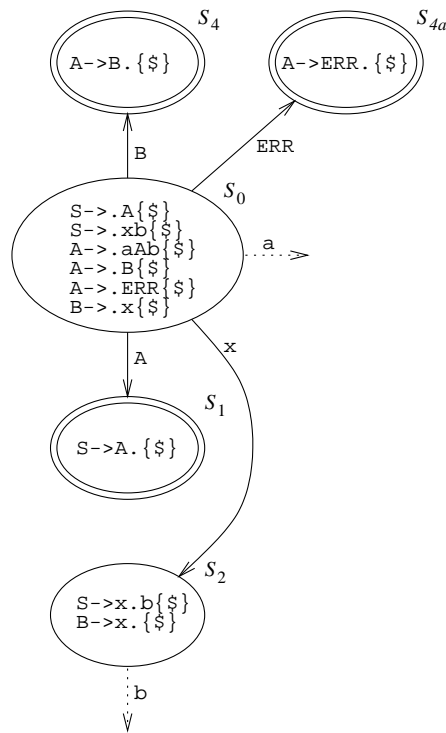 S4
S4a
A->B.{$}
A->ERR.{$}
B
ERR
S0
S->.A{$}
S->.xb{$}
A->.aAb{$}
A->.B{$}
A->.ERR{$}
B->.x{$}
a
A
x
S1
S->A.{$}
S2
S->x.b{$}
B->x.{$}
b